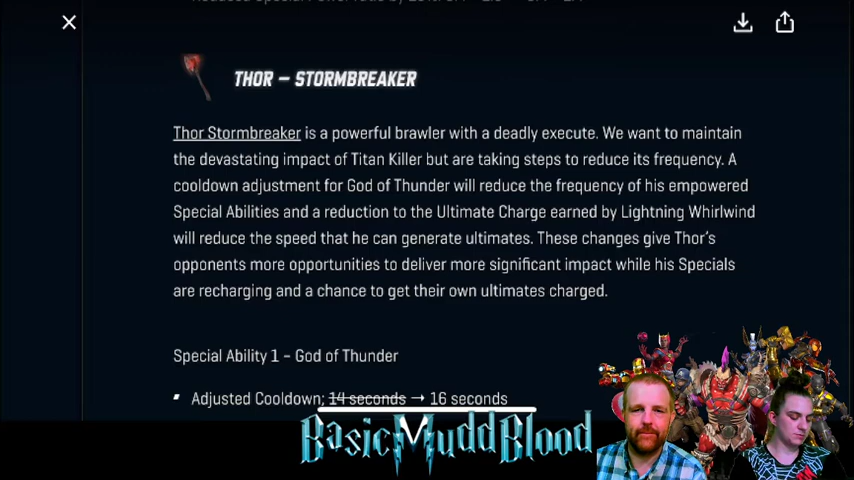 THOR – STORMBREAKER
Thor Stormbreaker is a powerful brawler with a deadly execute. We want to maintain
the devastating impact of Titan Killer but are taking steps to reduce its frequency. A
cooldown adjustment for God of Thunder will reduce the frequency of his empowered
Special Abilities and a reduction to the Ultimate Charge earned by Lightning Whirlwind
will reduce the speed that he can generate ultimates. These changes give Thor's
opponents more opportunities to deliver more significant impact while his Specials
are recharging and a chance to get their own ultimates charged.
Special Ability 1 – God of Thunder
Adjusted Cooldown; 14 seconds → 16 seconds
BasicMuddBlood